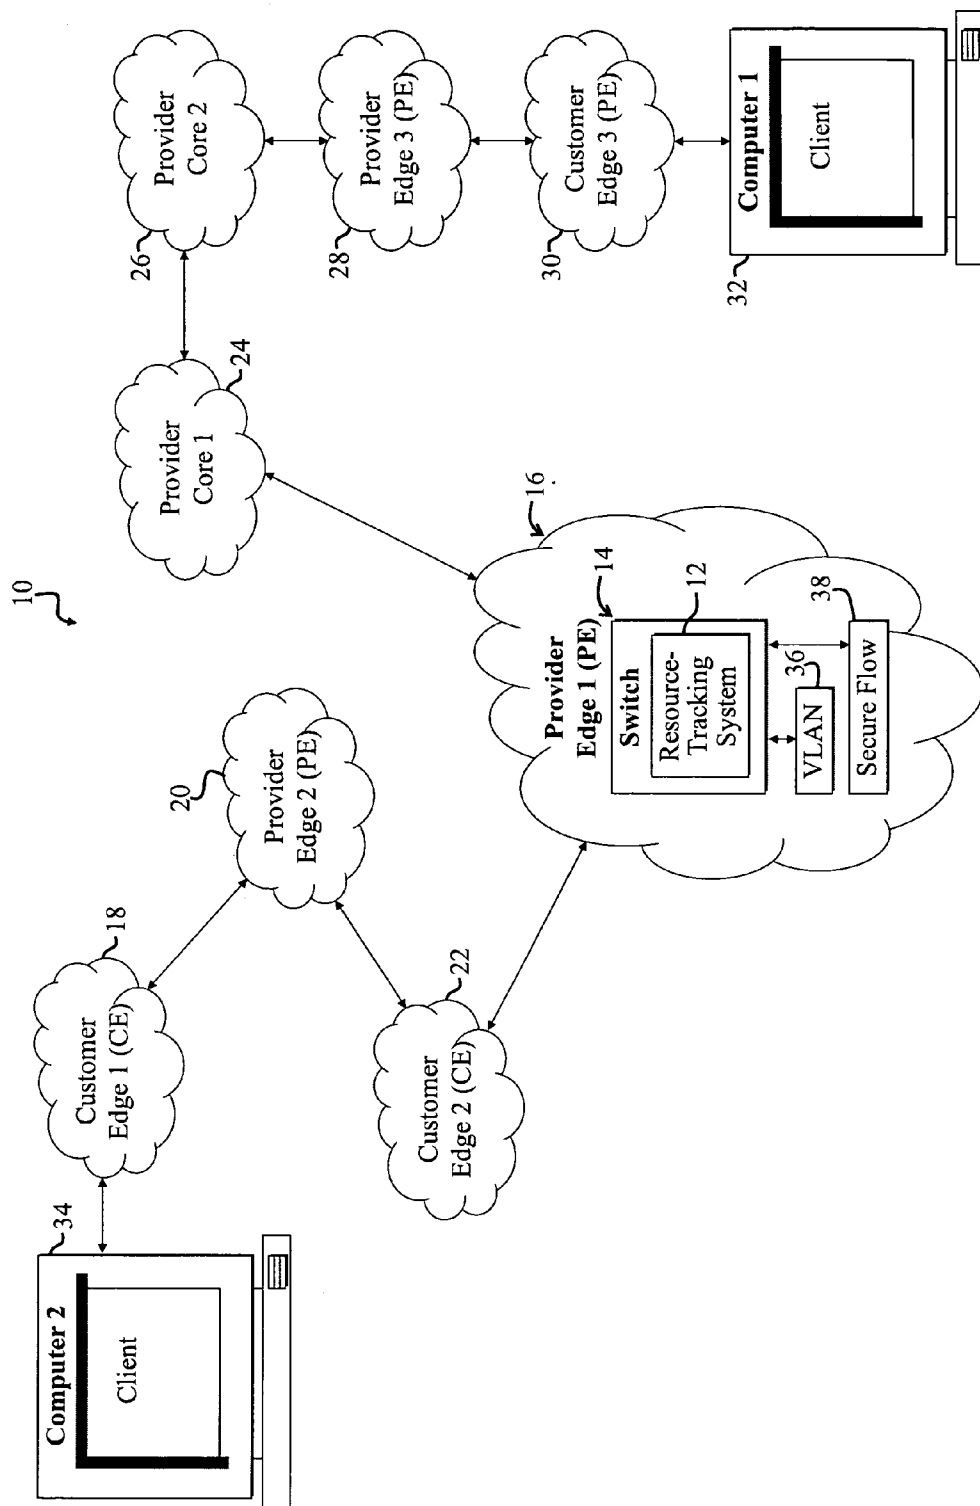 10
Computer 2
Client
34
Customer
Edge 1 (CE)
18
Provider
Edge 2 (PE)
20
Customer
Edge 2 (CE)
22
Provider
Edge 1 (PE)
16
Switch
14
Resource-
Tracking
System
12
VLAN
36
Secure Flow
38
Provider
Core 1
24
Provider
Core 2
26
Provider
Edge 3 (PE)
28
Customer
Edge 3 (PE)
30
Computer 1
Client
32